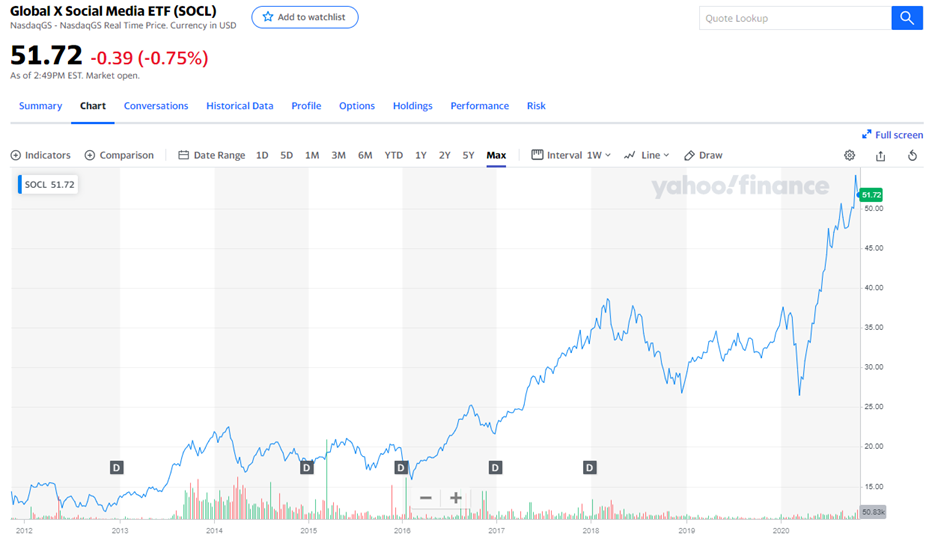 Global X Social Media ETF (SOCL)
Add to watchlist
Quote Lookup
NasdaqGS - NasdaqGS Real Time Price. Currency in USD
51.72 -0.39 (-0.75%)
As of 2:49PM EST. Market open.
Summary Chart Conversations Historical Data Profile Options Holdings Performance Risk
Full screen
Indicators Comparison Date Range 1D 5D 1M 3M 6M YTD 1Y 2Y 5Y Max Interval 1W Line Draw
SOCL 51.72
yahoo!finance
51.72
50.00
45.00
40.00
35.00
30.00
25.00
20.00
D D D D D
15.00
50.83k
2012 2013 2014 2015 2016 2017 2018 2019 2020